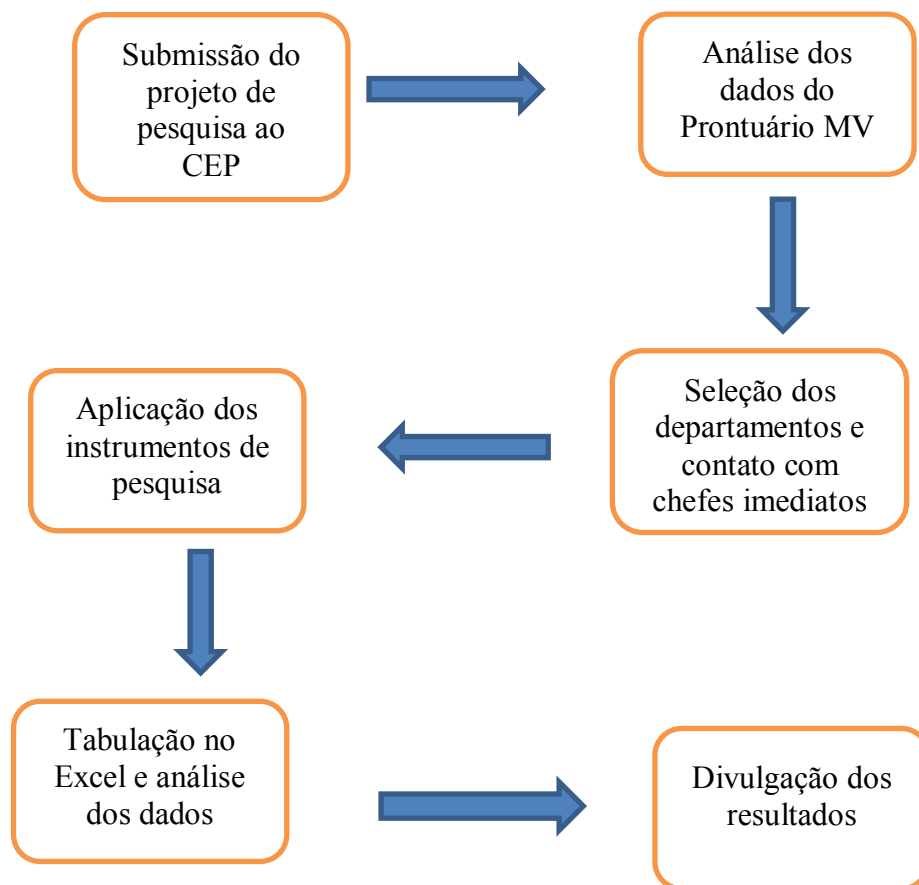 Submissão do
projeto de
pesquisa ao
CEP
Análise dos
dados do
Prontuário MV
Seleção dos
departamentos e
contato com
chefes imediatos
Aplicação dos
instrumentos de
pesquisa
Tabulação no
Excel e análise
dos dados
Divulgação dos
resultados